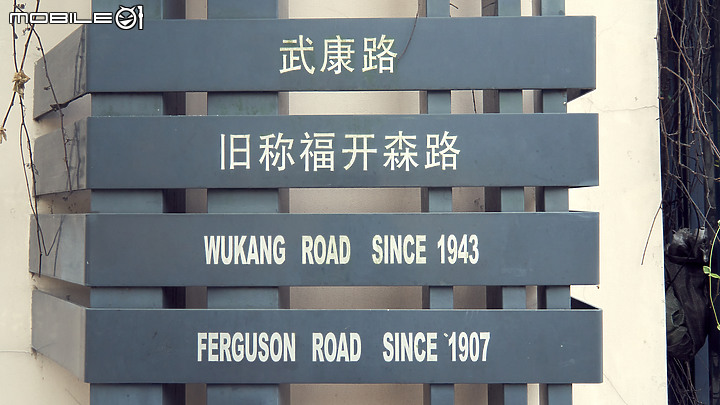 MOBILE01
武康路
旧称福开森路
WUKANG ROAD SINCE 1943
FERGUSON ROAD SINCE 1907